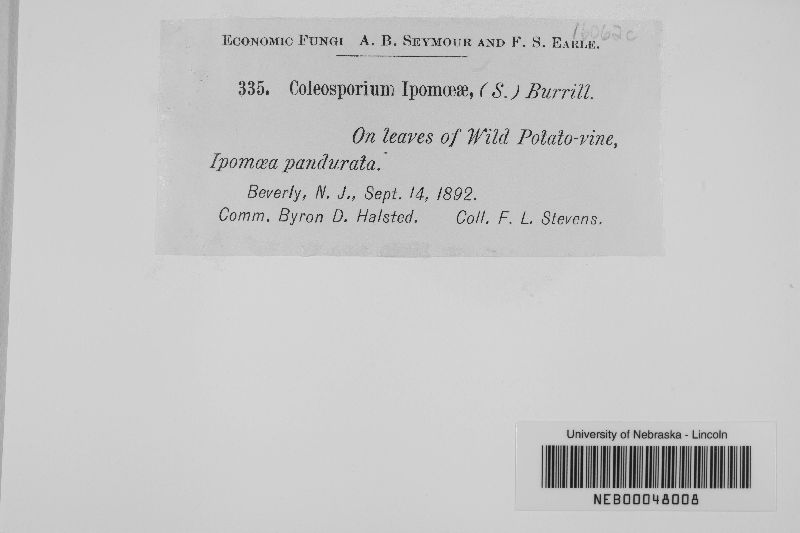 16062c
Economic Fungi A. B. Seymour and F. S. Earle.
335. Coleosporium Ipomœæ, (S.) Burrill.
On leaves of Wild Potato-vine,
Ipomœa pandurata.
Beverly, N. J., Sept. 14, 1892.
Comm. Byron D. Halsted. Coll. F. L. Stevens.
University of Nebraska - Lincoln
NEB00048008